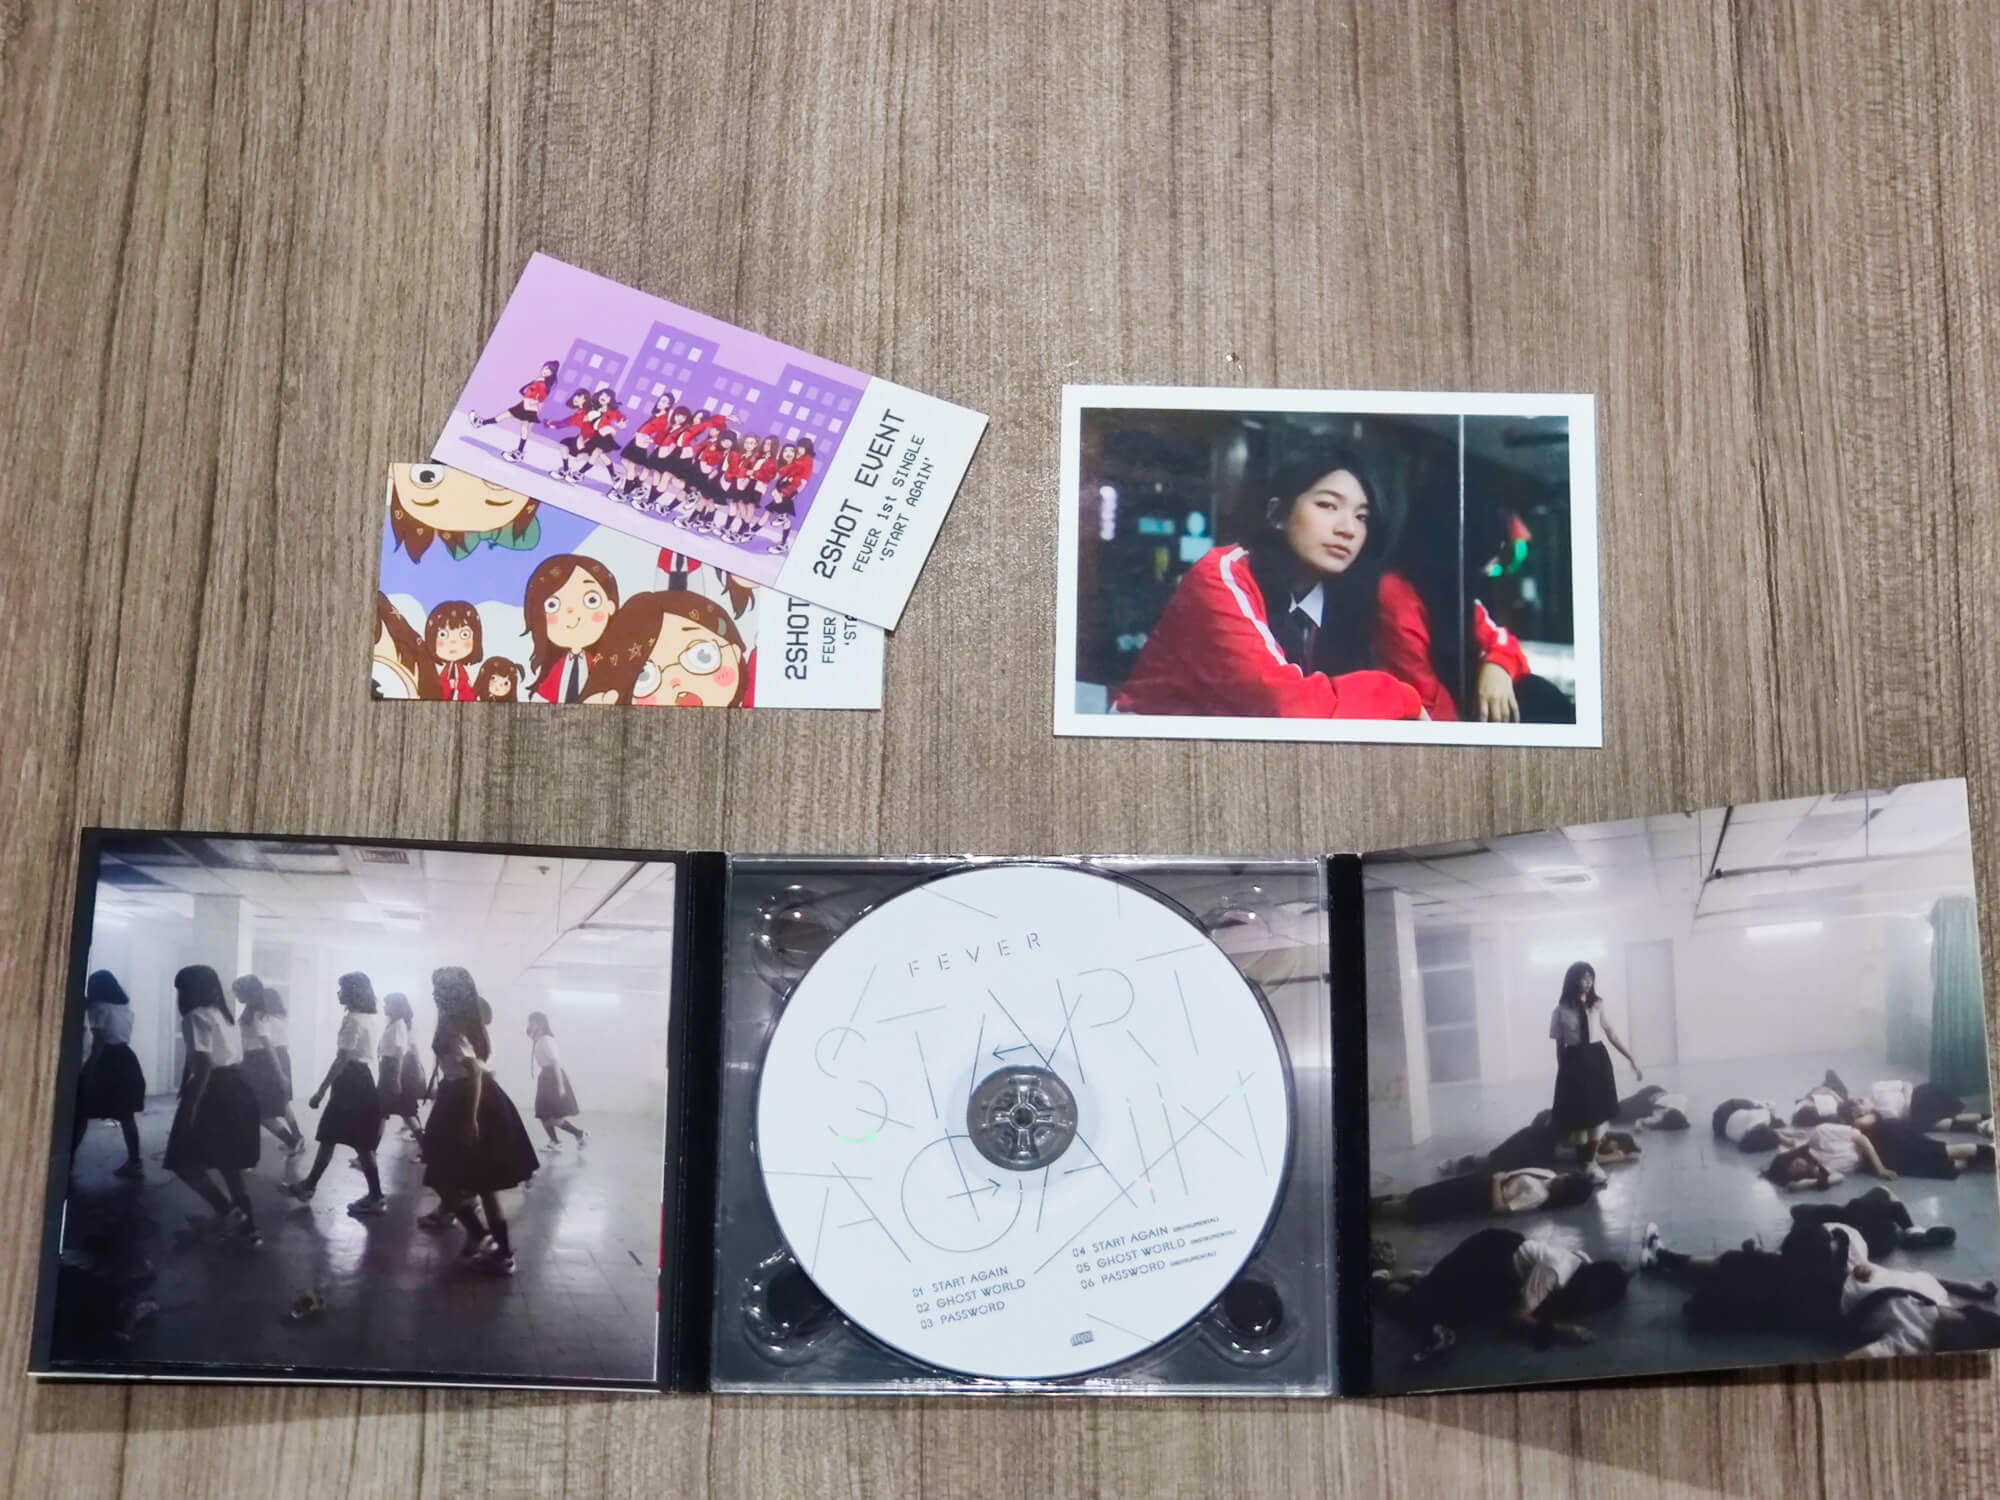 2SHOT EVENT
FEVER 1st SINGLE
'START AGAIN'
2SHOT
FEVER
FEVER
START
AGAIN
01 START AGAIN
02 GHOST WORLD
03 PASSWORD
04 START AGAIN (INSTRUMENTAL)
05 GHOST WORLD (INSTRUMENTAL)
06 PASSWORD (INSTRUMENTAL)